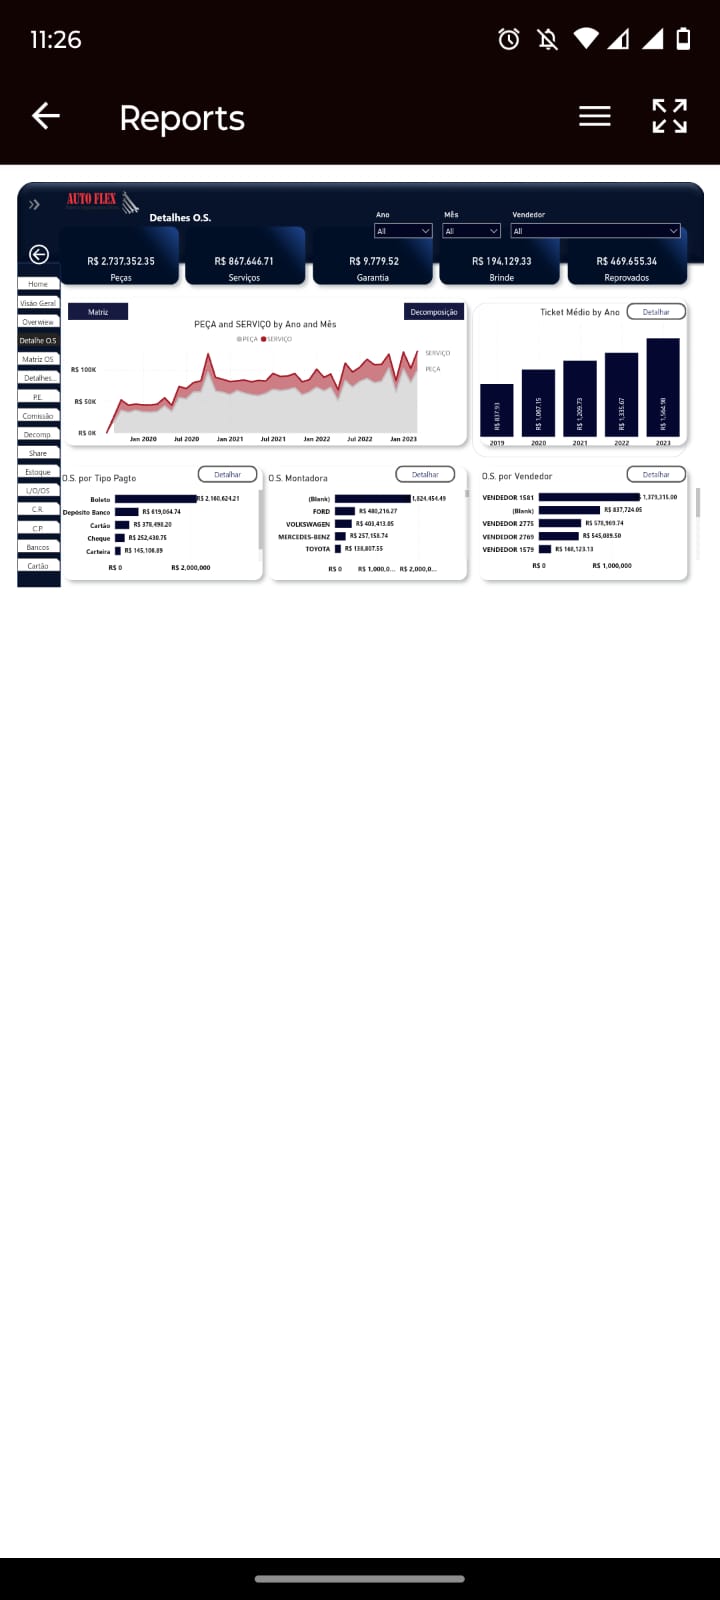 11:26
Reports
AUTO FLEX
Detalhes O.S.
Ano
Mês
Vendedor
All
All
All
R$ 2.737.352.35
Peças
R$ 867.646.71
Serviços
R$ 9.779.52
Garantia
R$ 194.129.33
Brinde
R$ 469.655.34
Reprovados
Home
Visão Geral
Overwiew
Detalhe O.S
Matriz OS
Detalhes...
P.E.
Comissão
Decomp.
Share
Estoque
L/O/OS
C.R.
C.P
Bancos
Cartão
Matriz
Decomposição
PEÇA and SERVIÇO by Ano and Mês
PEÇA SERVIÇO
SERVIÇO
PEÇA
R$ 100K
R$ 50K
R$ 0K
Jan 2020 Jul 2020 Jan 2021 Jul 2021 Jan 2022 Jul 2022 Jan 2023
Ticket Médio by Ano
Detalhar
R$ 837.93
R$ 1,067.15
R$ 1,209.73
R$ 1,335.67
R$ 1,564.90
2019 2020 2021 2022 2023
O.S. por Tipo Pagto
Detalhar
Boleto R$ 2,160,624.21
Depósito Banco R$ 619,064.74
Cartão R$ 378,490.20
Cheque R$ 252,430.75
Carteira R$ 145,106.89
R$ 0 R$ 2,000,000
O.S. Montadora
Detalhar
(Blank) 1,824,454.49
FORD R$ 480,216.27
VOLKSWAGEN R$ 403,413.05
MERCEDES-BENZ R$ 257,150.74
TOYOTA R$ 138,807.55
R$ 0 R$ 1,000,0... R$ 2,000,0...
O.S. por Vendedor
Detalhar
VENDEDOR 1581 1,379,315.00
(Blank) R$ 837,724.05
VENDEDOR 2775 R$ 578,969.74
VENDEDOR 2769 R$ 545,089.50
VENDEDOR 1579 R$ 168,123.13
R$ 0 R$ 1,000,000